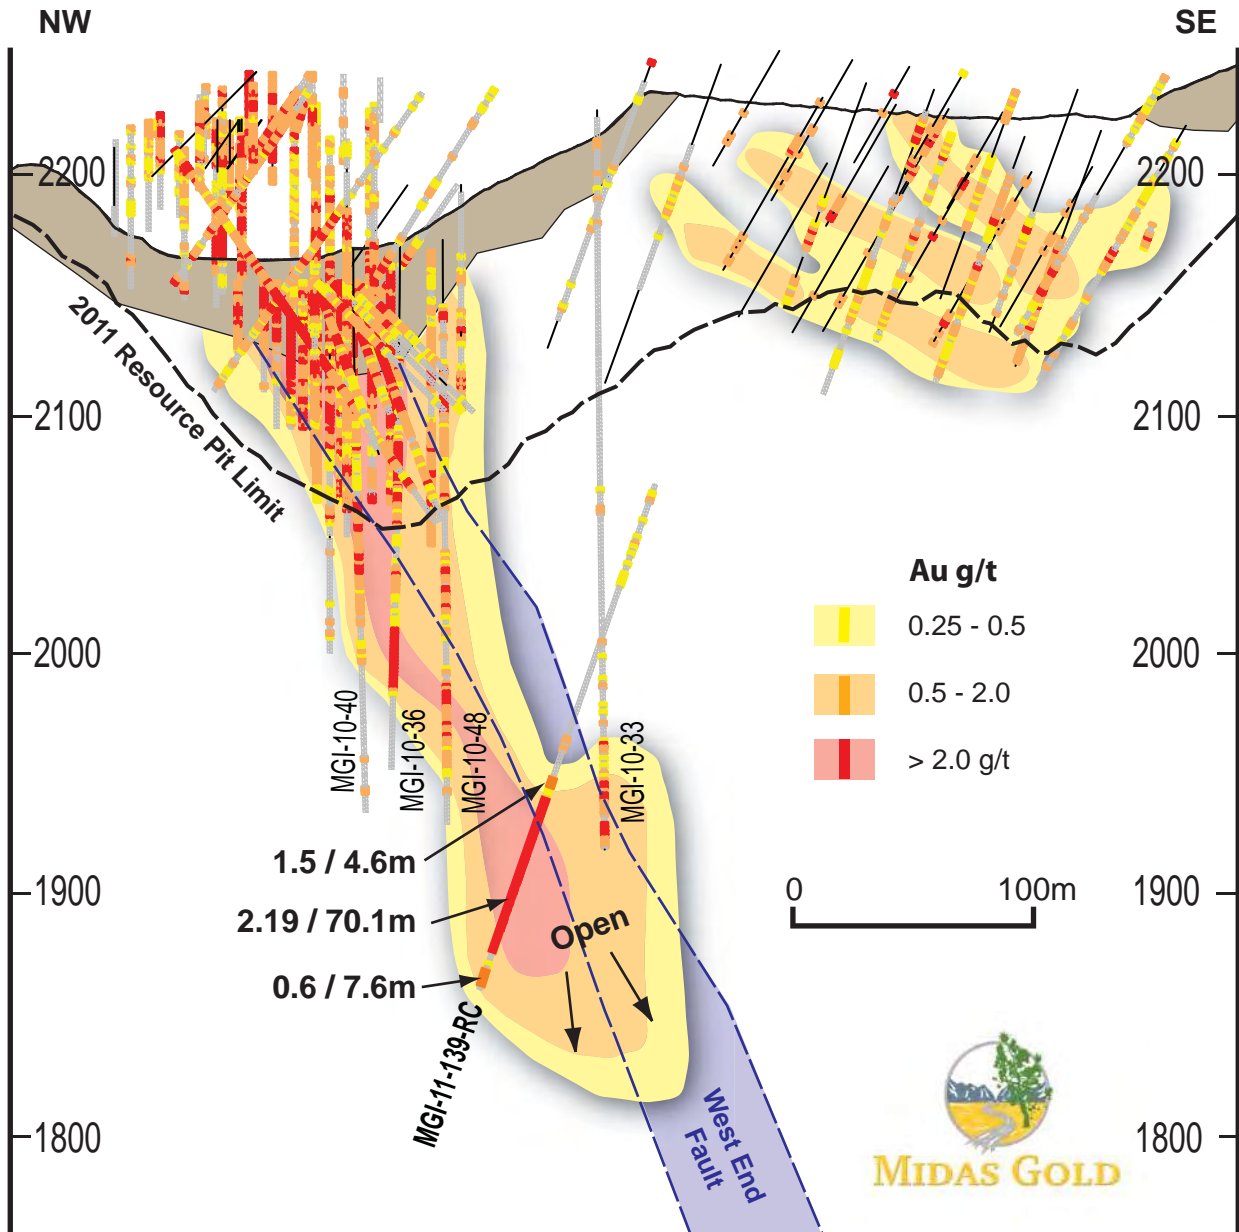 NW
SE
2200
2200
2011 Resource Pit Limit
2100
2100
Au g/t
0.25 - 0.5
0.5 - 2.0
> 2.0 g/t
2000
2000
MGI-10-40
MGI-10-36
MGI-10-48
MGI-10-33
1.5 / 4.6m
2.19 / 70.1m
0.6 / 7.6m
1900
0
100m
1900
Open
MGI-11-139-RC
1800
1800
West End
Fault
MIDAS GOLD